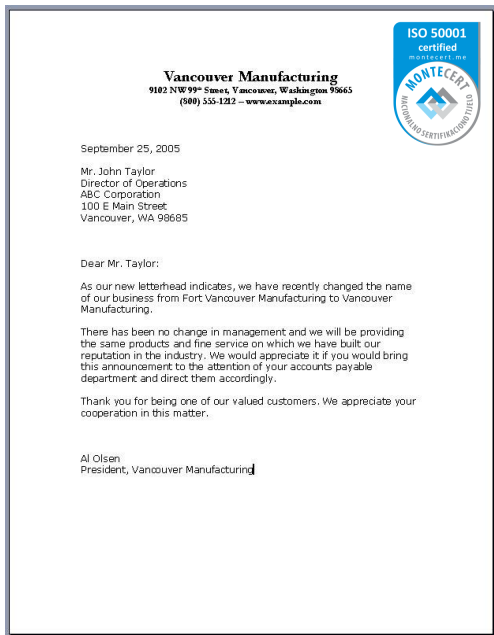 ISO 50001
certified
montecert.me
MONTECERT
NACIONALNO SERTIFIKACIONO TIJELO
Vancouver Manufacturing
9102 NW 99th Street, Vancouver, Washington 98665
(800) 555-1212 – www.example.com
September 25, 2005
Mr. John Taylor
Director of Operations
ABC Corporation
100 E Main Street
Vancouver, WA 98685
Dear Mr. Taylor:
As our new letterhead indicates, we have recently changed the name
of our business from Fort Vancouver Manufacturing to Vancouver
Manufacturing.
There has been no change in management and we will be providing
the same products and fine service on which we have built our
reputation in the industry. We would appreciate it if you would bring
this announcement to the attention of your accounts payable
department and direct them accordingly.
Thank you for being one of our valued customers. We appreciate your
cooperation in this matter.
Al Olsen
President, Vancouver Manufacturing